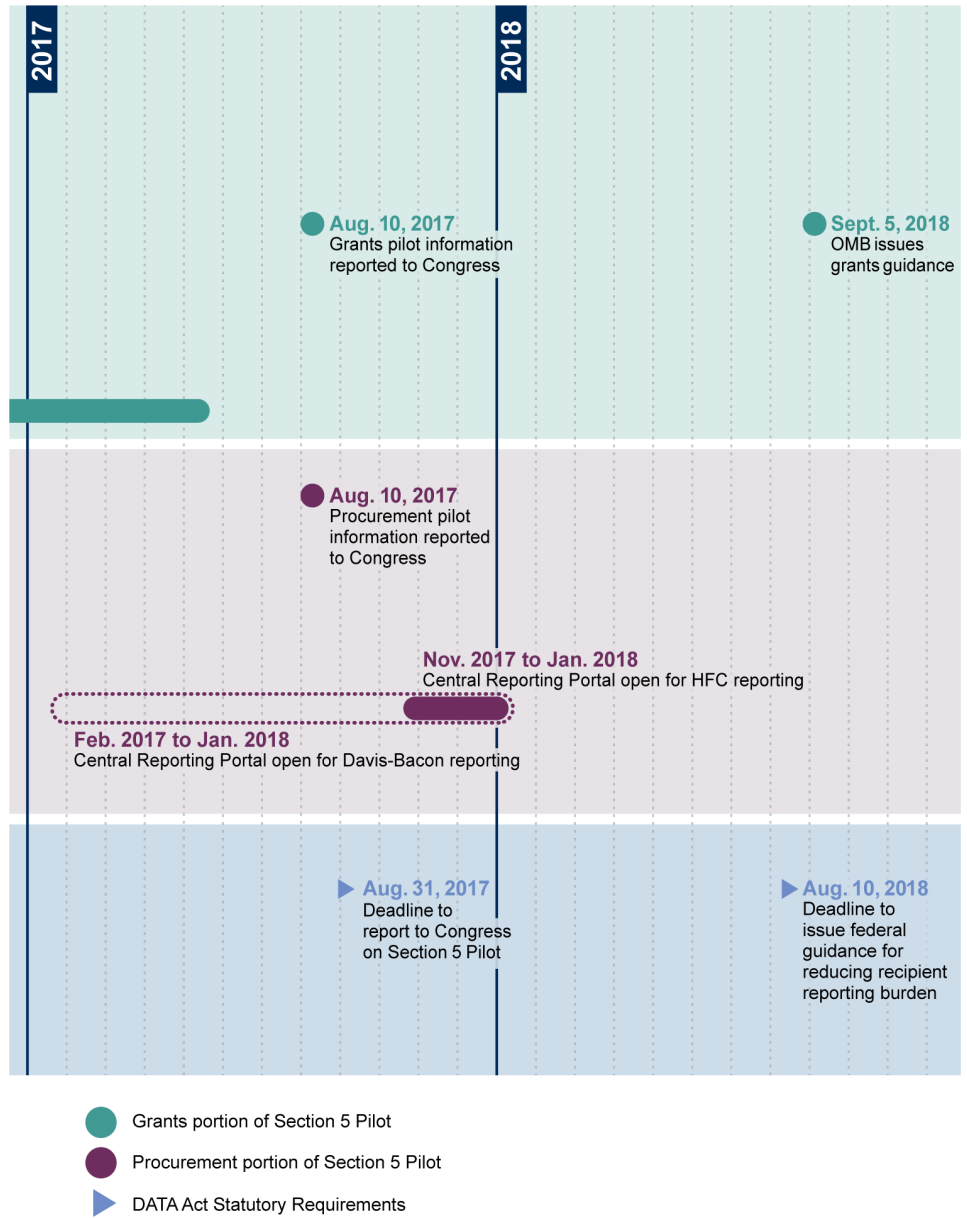 2017
2018
Aug. 10, 2017
Grants pilot information
reported to Congress
Sept. 5, 2018
OMB issues
grants guidance
Aug. 10, 2017
Procurement pilot
information reported
to Congress
Nov. 2017 to Jan. 2018
Central Reporting Portal open for HFC reporting
Feb. 2017 to Jan. 2018
Central Reporting Portal open for Davis-Bacon reporting
Aug. 31, 2017
Deadline to
report to Congress
on Section 5 Pilot
Aug. 10, 2018
Deadline to
issue federal
guidance for
reducing recipient
reporting burden
Grants portion of Section 5 Pilot
Procurement portion of Section 5 Pilot
DATA Act Statutory Requirements